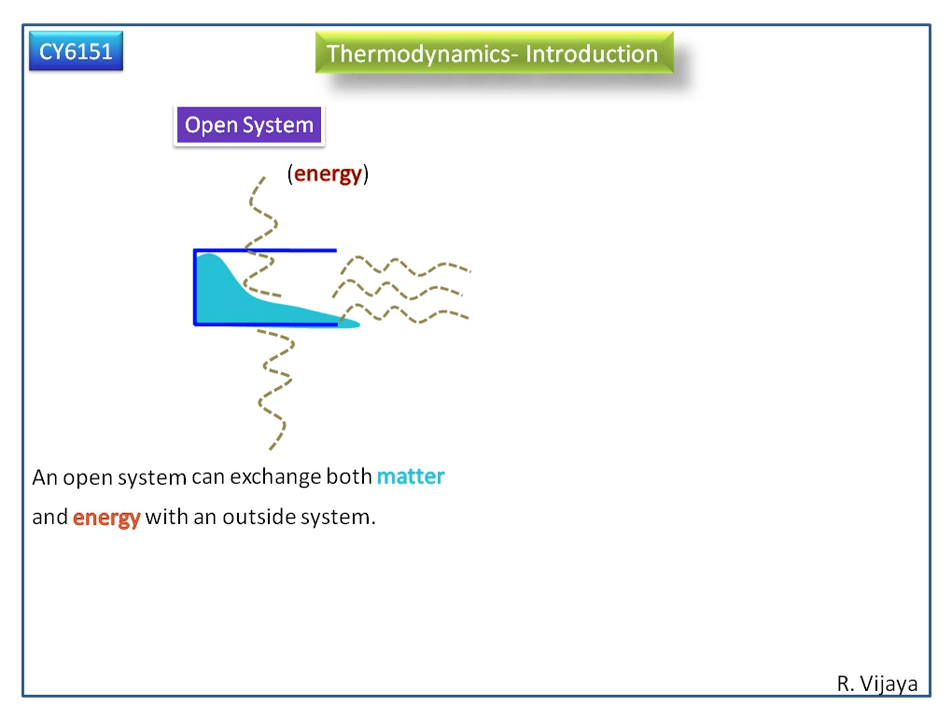 CY6151
Thermodynamics- Introduction
Open System
(energy)
An open system can exchange both matter
and energy with an outside system.
R. Vijaya